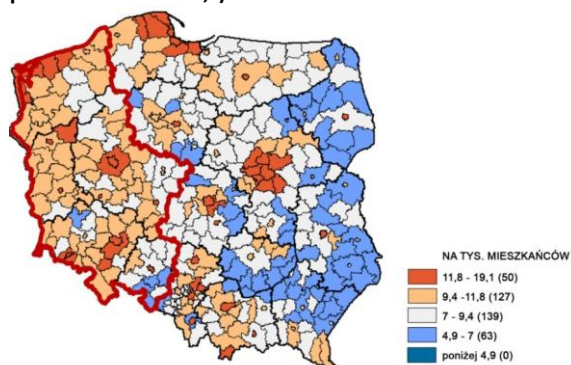 NA TYS. MIESZKAŃCÓW
11,8 - 19,1 (50)
9,4 -11,8 (127)
7 - 9,4 (139)
4,9 - 7 (63)
poniżej 4,9 (0)